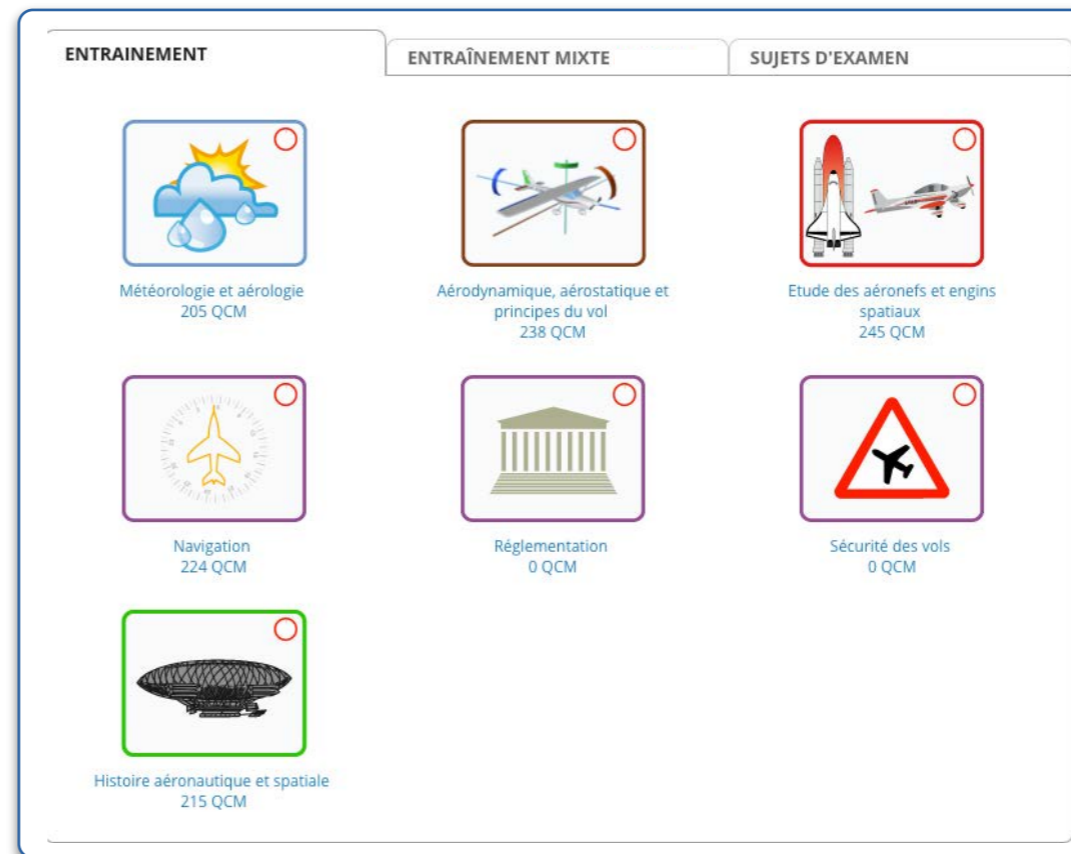 ENTRAINEMENT
ENTRAÎNEMENT MIXTE
SUJETS D'EXAMEN
Météorologie et aérologie
205 QCM
Aérodynamique, aérostatique et
principes du vol
238 QCM
Etude des aéronefs et engins
spatiaux
245 QCM
Navigation
224 QCM
Réglementation
0 QCM
Sécurité des vols
0 QCM
Histoire aéronautique et spatiale
215 QCM